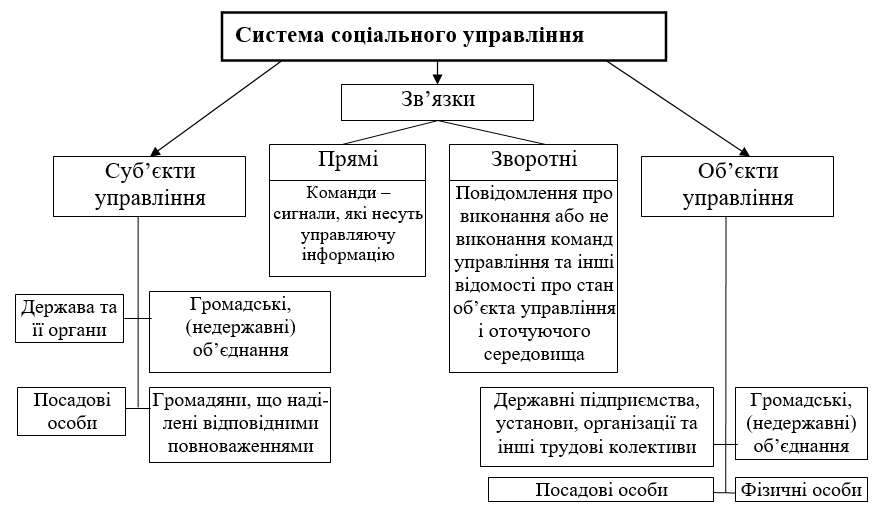 Система соціального управління
Зв’язки
Суб’єкти
управління
Прямі
Команди –
сигнали, які несуть
управляючу
інформацію
Зворотні
Повідомлення про
виконання або не
виконання команд
управління та інші
відомості про стан
об’єкта управління
і оточуючого
середовища
Об’єкти
управління
Держава та
її органи
Громадські,
(недержавні)
об’єднання
Посадові
особи
Громадяни, що наді-
лені відповідними
повноваженнями
Державні підприємства,
установи, організації та
інші трудові колективи
Громадські,
(недержавні)
об’єднання
Посадові особи
Фізичні особи